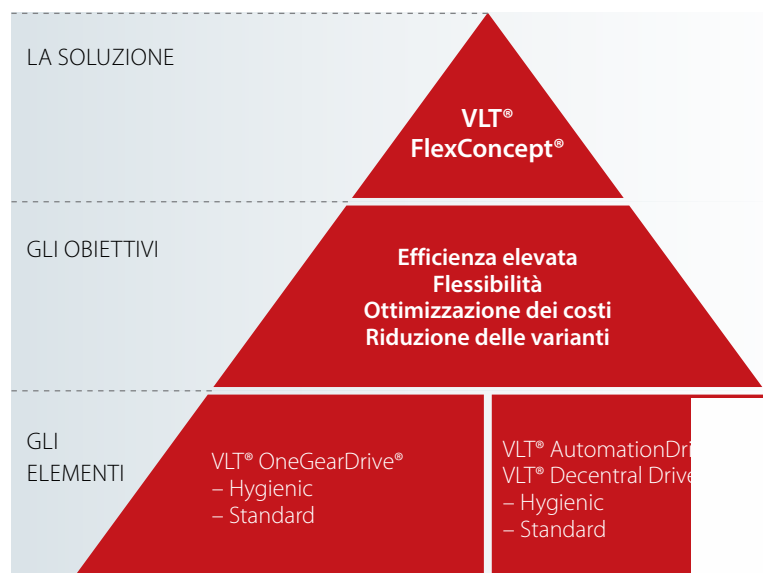 LA SOLUZIONE
VLT®
FlexConcept®
GLI OBIETTIVI
Efficienza elevata
Flessibilità
Ottimizzazione dei costi
Riduzione delle varianti
GLI
ELEMENTI
VLT® OneGearDrive®
– Hygienic
– Standard
VLT® AutomationDri
VLT® Decentral Drive
– Hygienic
– Standard